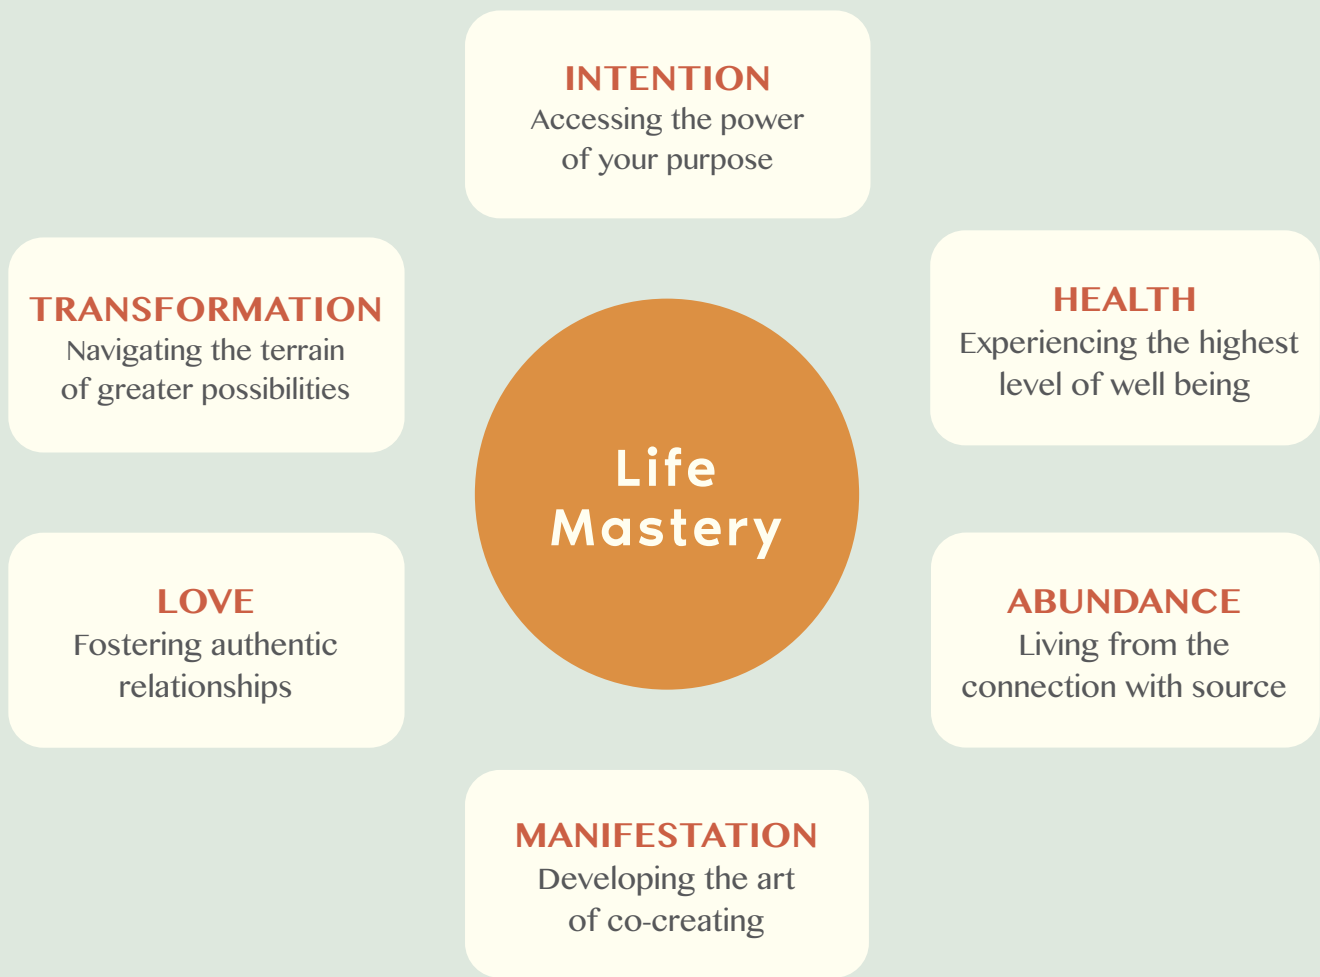 INTENTION
Accessing the power
of your purpose
TRANSFORMATION
Navigating the terrain
of greater possibilities
HEALTH
Experiencing the highest
level of well being
Life
Mastery
LOVE
Fostering authentic
relationships
ABUNDANCE
Living from the
connection with source
MANIFESTATION
Developing the art
of co-creating